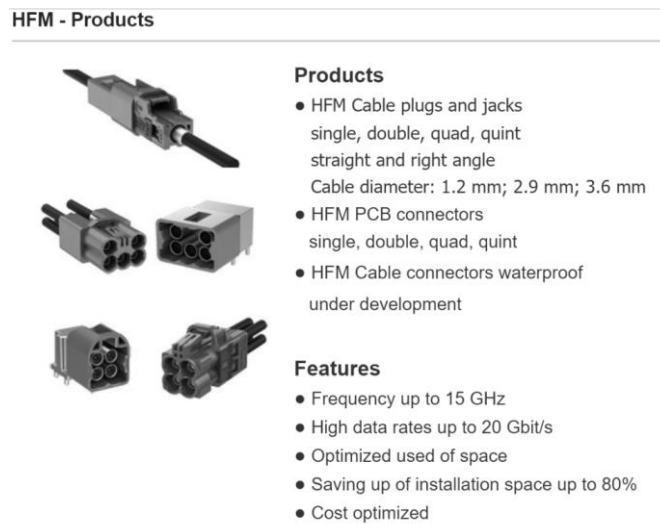 HFM - Products
Products
● HFM Cable plugs and jacks
single, double, quad, quint
straight and right angle
Cable diameter: 1.2 mm; 2.9 mm; 3.6 mm
● HFM PCB connectors
single, double, quad, quint
● HFM Cable connectors waterproof
under development
Features
● Frequency up to 15 GHz
● High data rates up to 20 Gbit/s
● Optimized used of space
● Saving up of installation space up to 80%
● Cost optimized